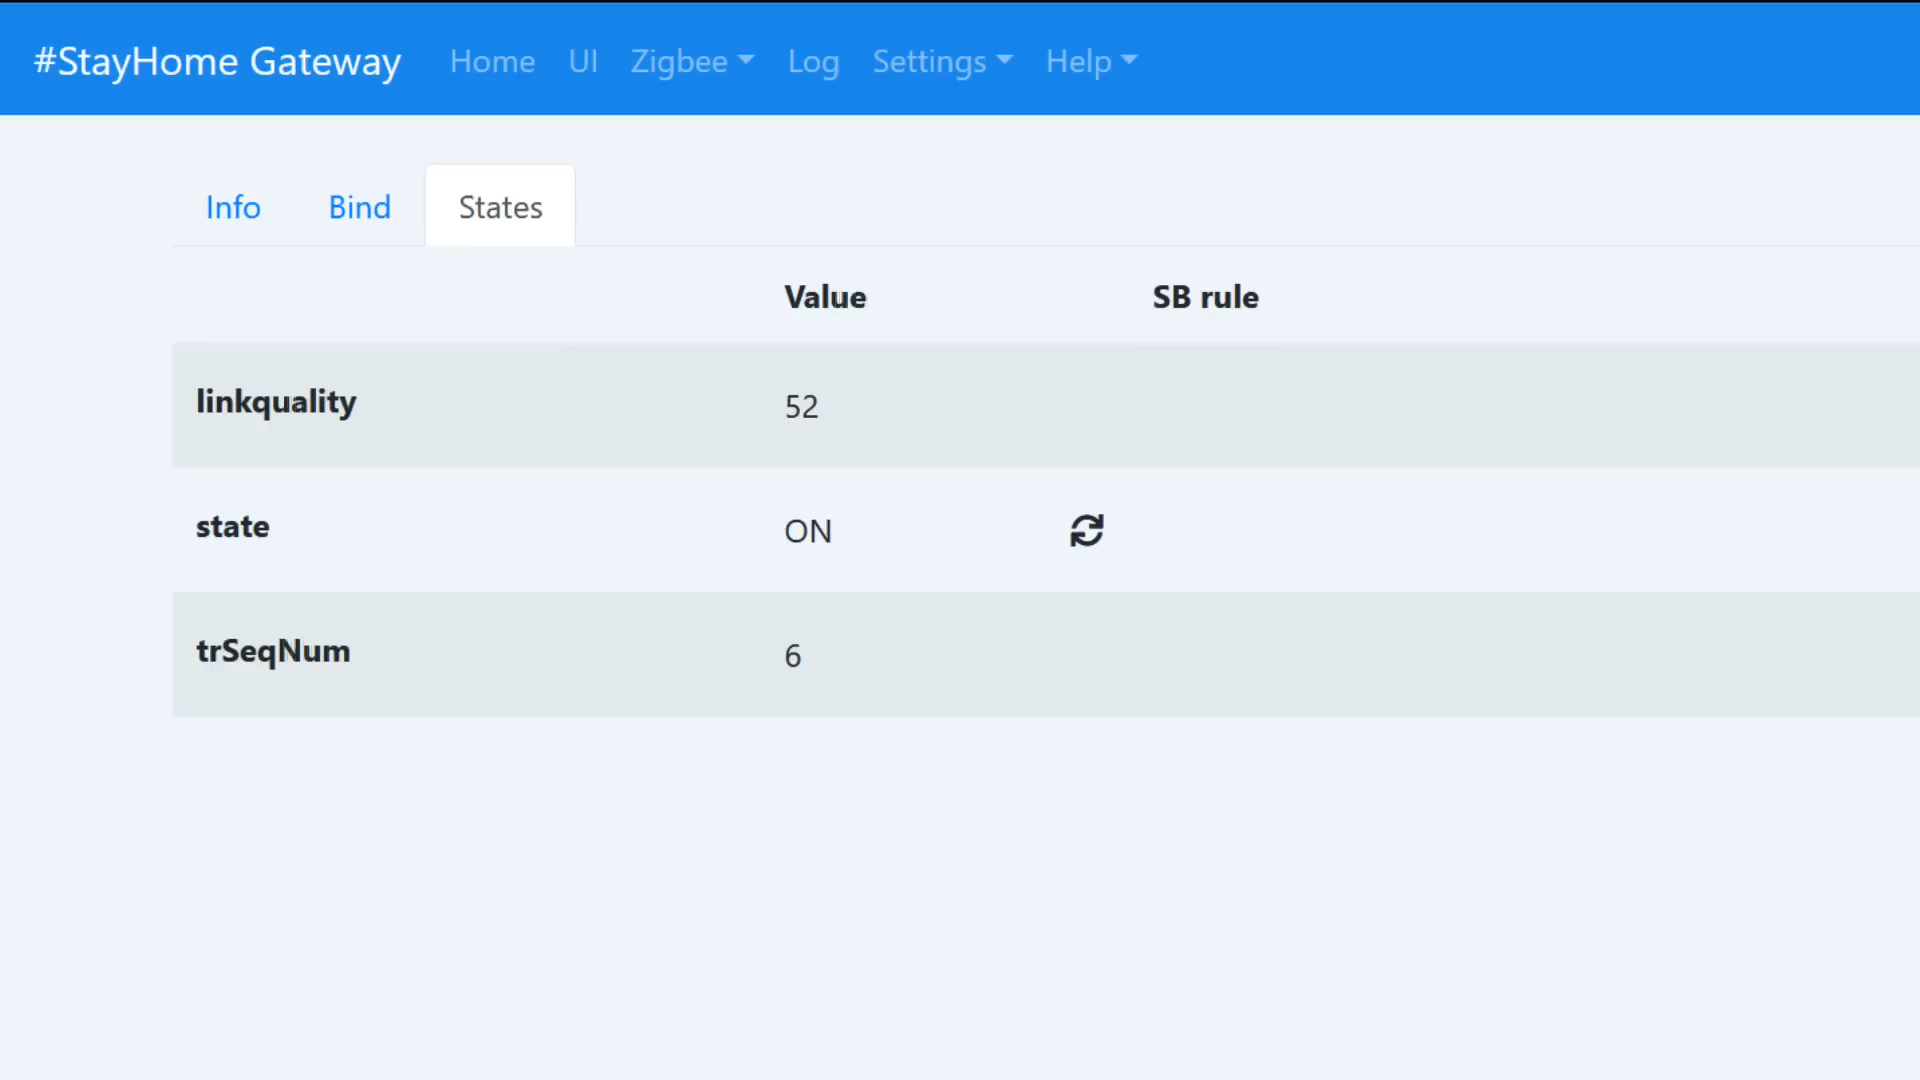 #StayHome Gateway Home UI Zigbee Log Settings Help
Info Bind States
Value SB rule
linkquality 52
state ON
trSeqNum 6